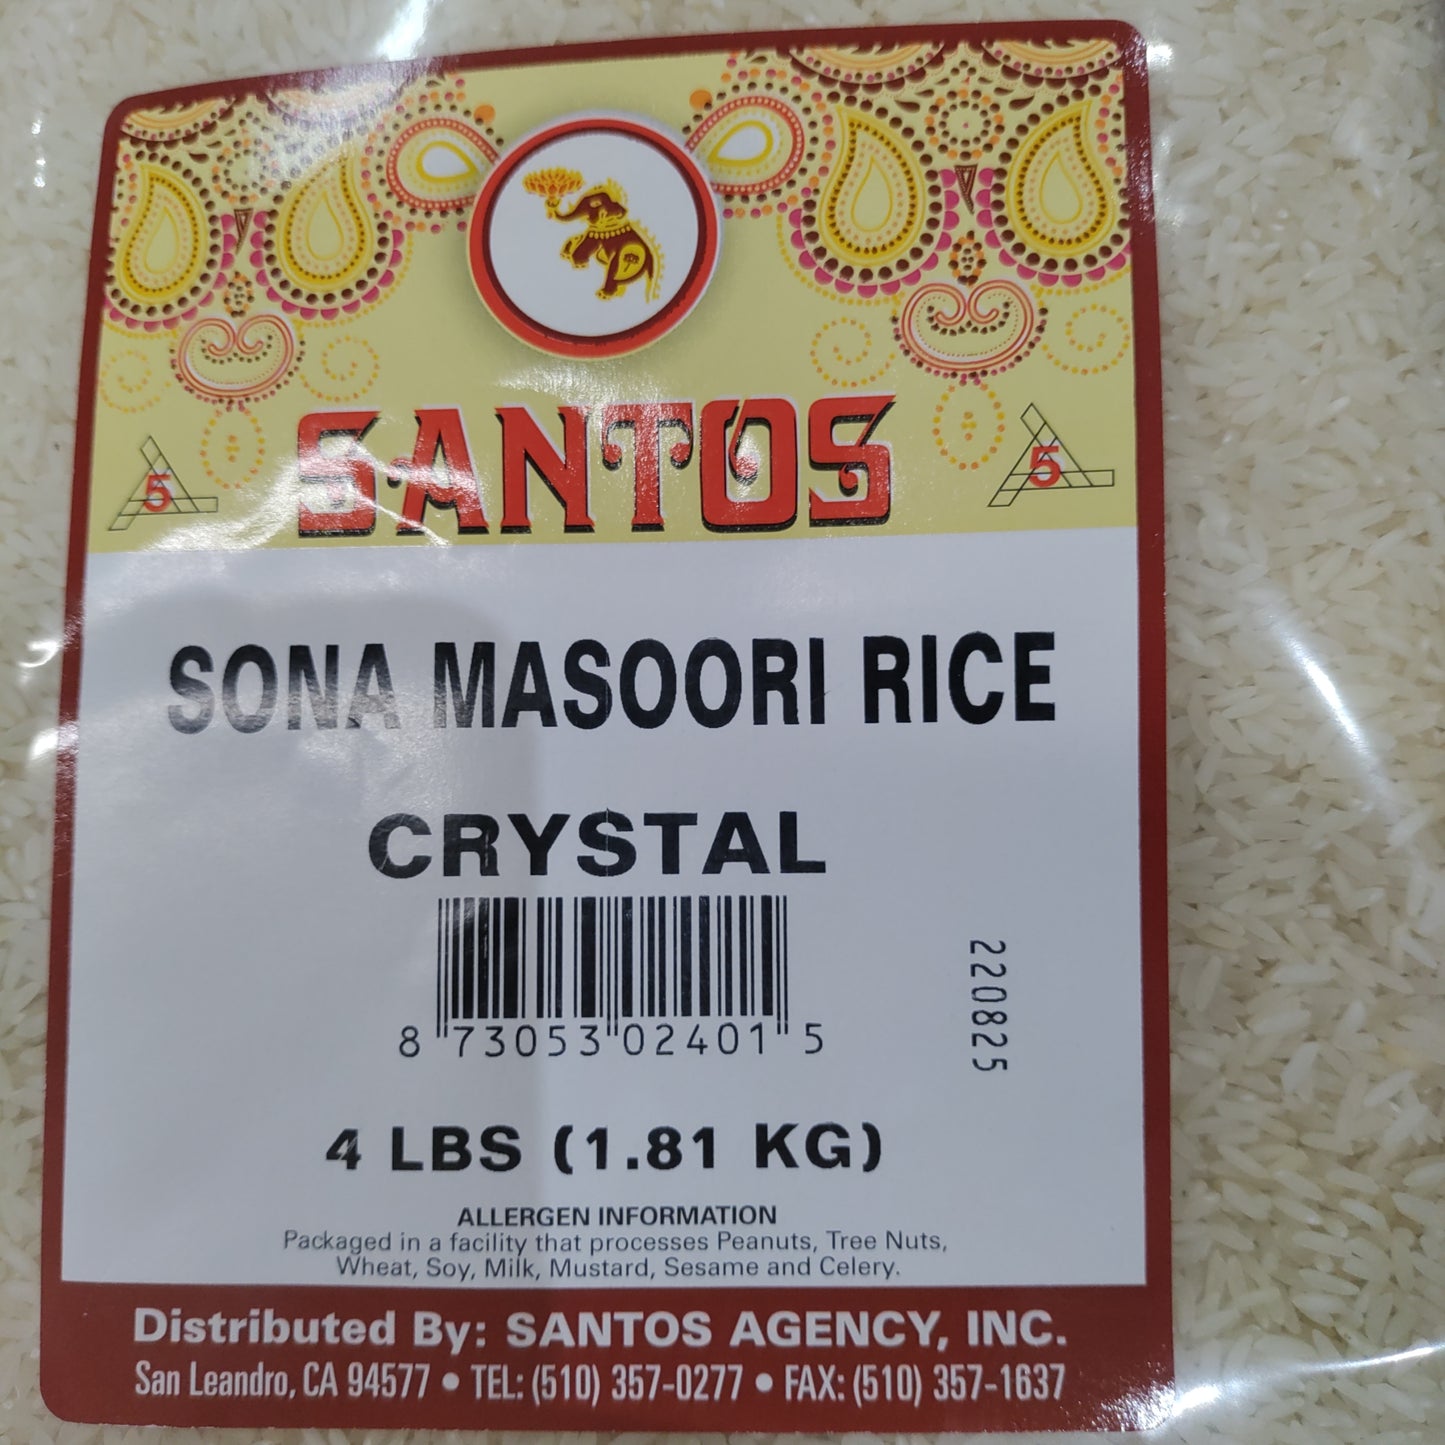 SANTOS
5
5
SONA MASOORI RICE
CRYSTAL
8 73053 02401 5
220825
4 LBS (1.81 KG)
ALLERGEN INFORMATION
Packaged in a facility that processes Peanuts, Tree Nuts,
Wheat, Soy, Milk, Mustard, Sesame and Celery.
Distributed By: SANTOS AGENCY, INC.
San Leandro, CA 94577 • TEL: (510) 357-0277 • FAX: (510) 357-1637